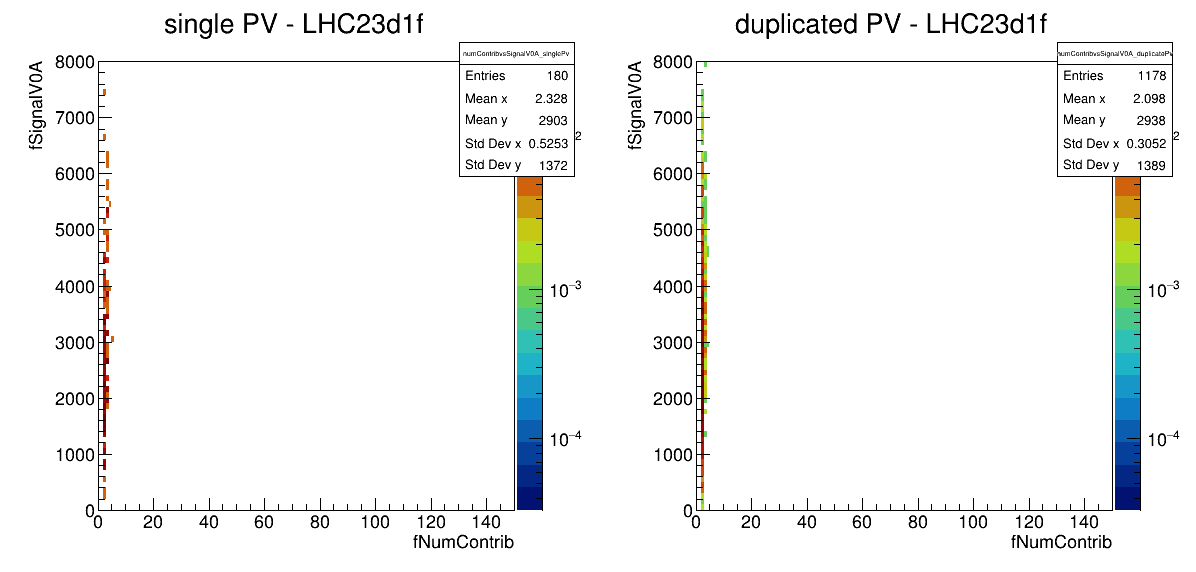 single PV - LHC23d1f
numContribvsSignalV0A_singlePv
Entries 180
Mean x 2.328
Mean y 2903
Std Dev x 0.5253
Std Dev y 1372
fSignalV0A
8000
7000
6000
5000
4000
3000
2000
1000
0
0 20 40 60 80 100 120 140
fNumContrib
2
10⁻³
10⁻⁴
duplicated PV - LHC23d1f
numContribvsSignalV0A_duplicatePv
Entries 1178
Mean x 2.098
Mean y 2938
Std Dev x 0.3052
Std Dev y 1389
fSignalV0A
8000
7000
6000
5000
4000
3000
2000
1000
0
0 20 40 60 80 100 120 140
fNumContrib
2
10⁻³
10⁻⁴